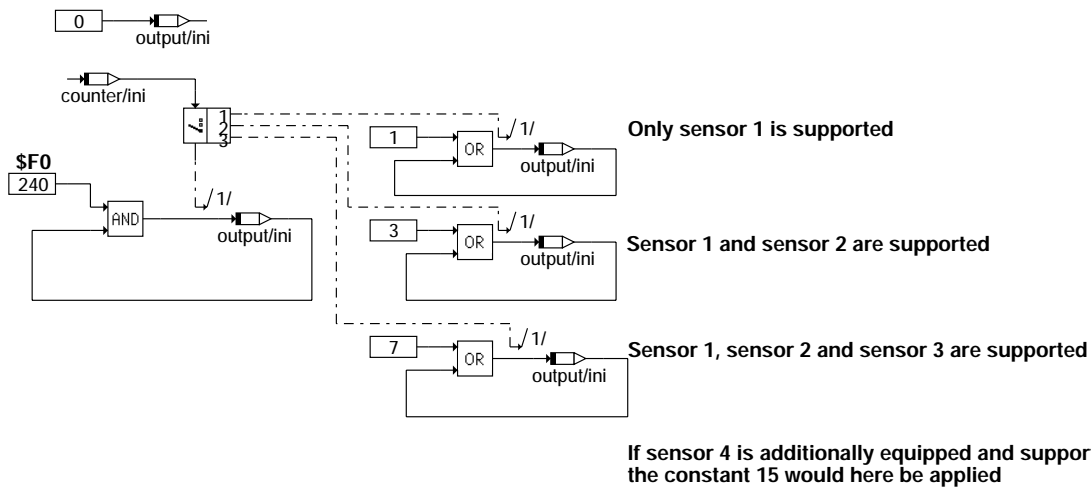 0
output/ini
counter/ini
1
2
3
1/
1
OR
output/ini
Only sensor 1 is supported
$F0
240
AND
1/
output/ini
1/
3
OR
output/ini
Sensor 1 and sensor 2 are supported
1/
7
OR
output/ini
Sensor 1, sensor 2 and sensor 3 are supported
If sensor 4 is additionally equipped and suppor
the constant 15 would here be applied